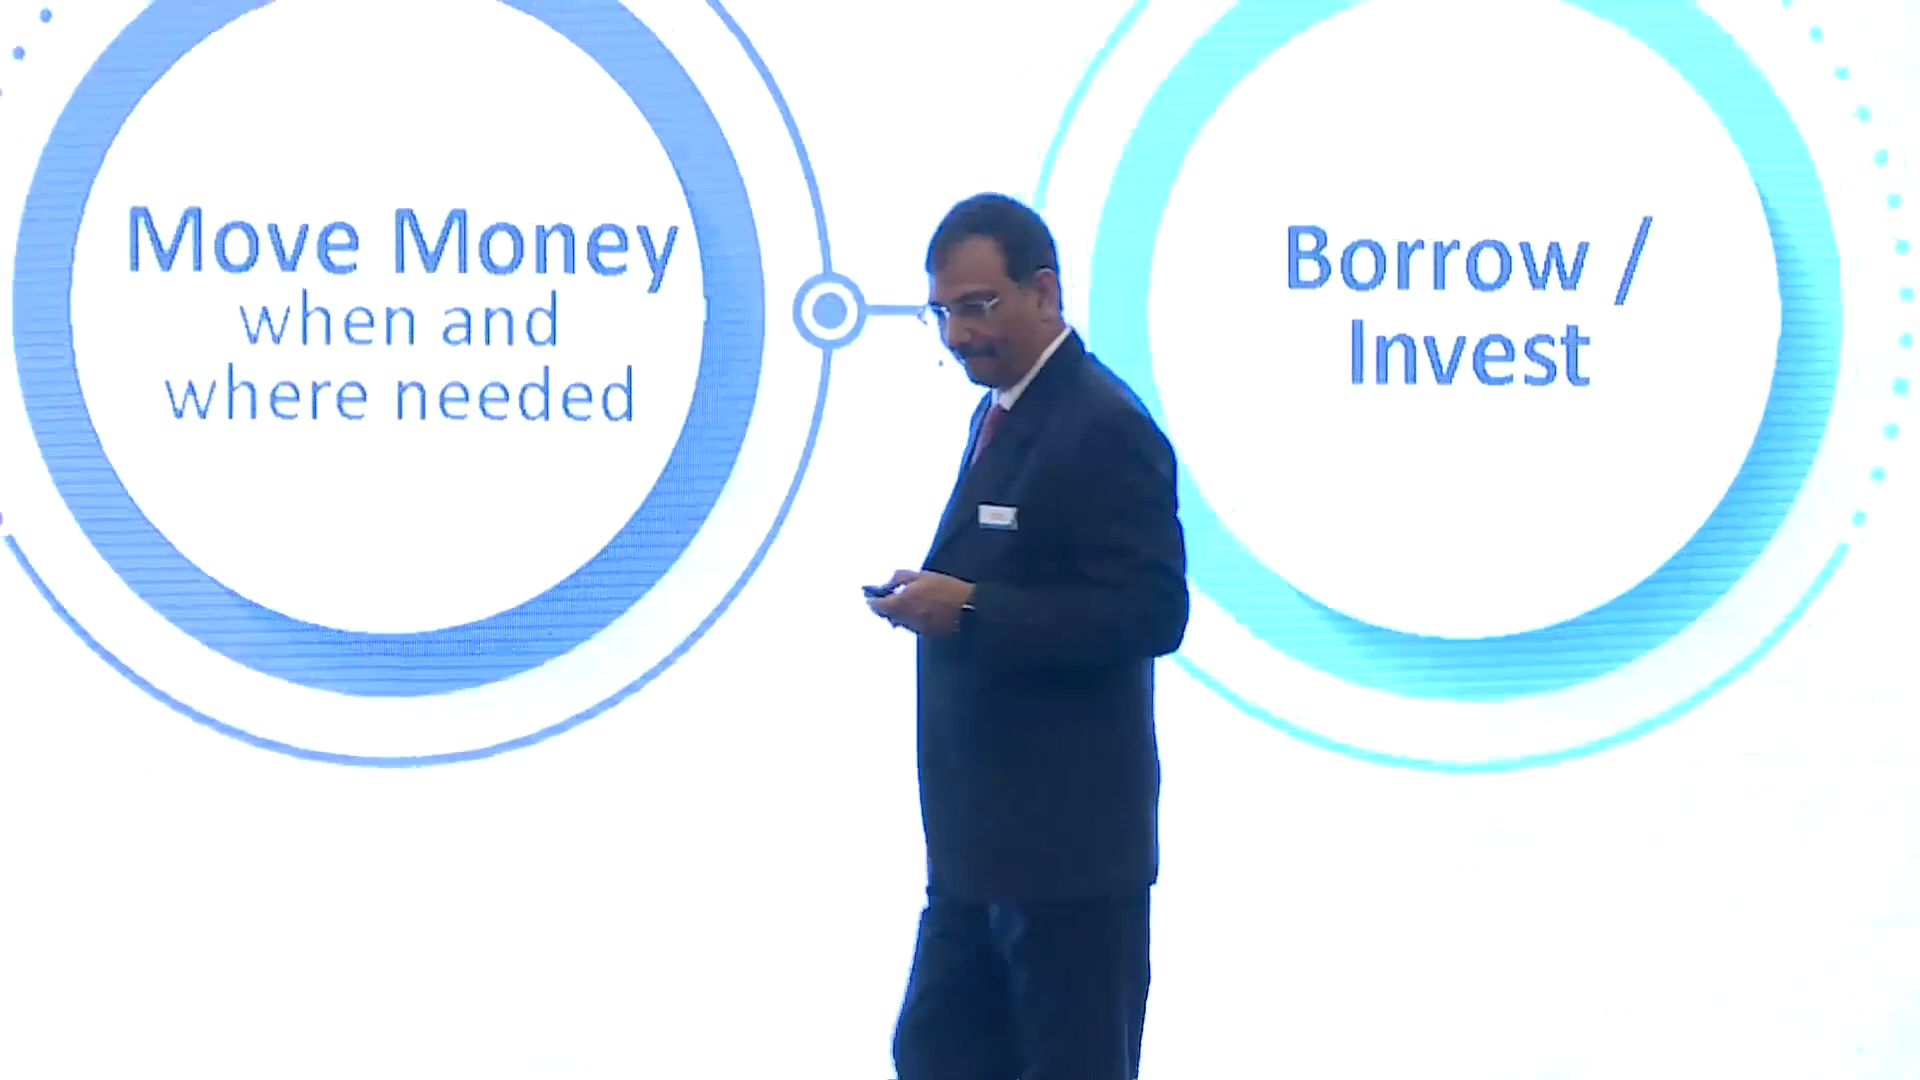 Move Money
when and
where needed
Borrow /
Invest